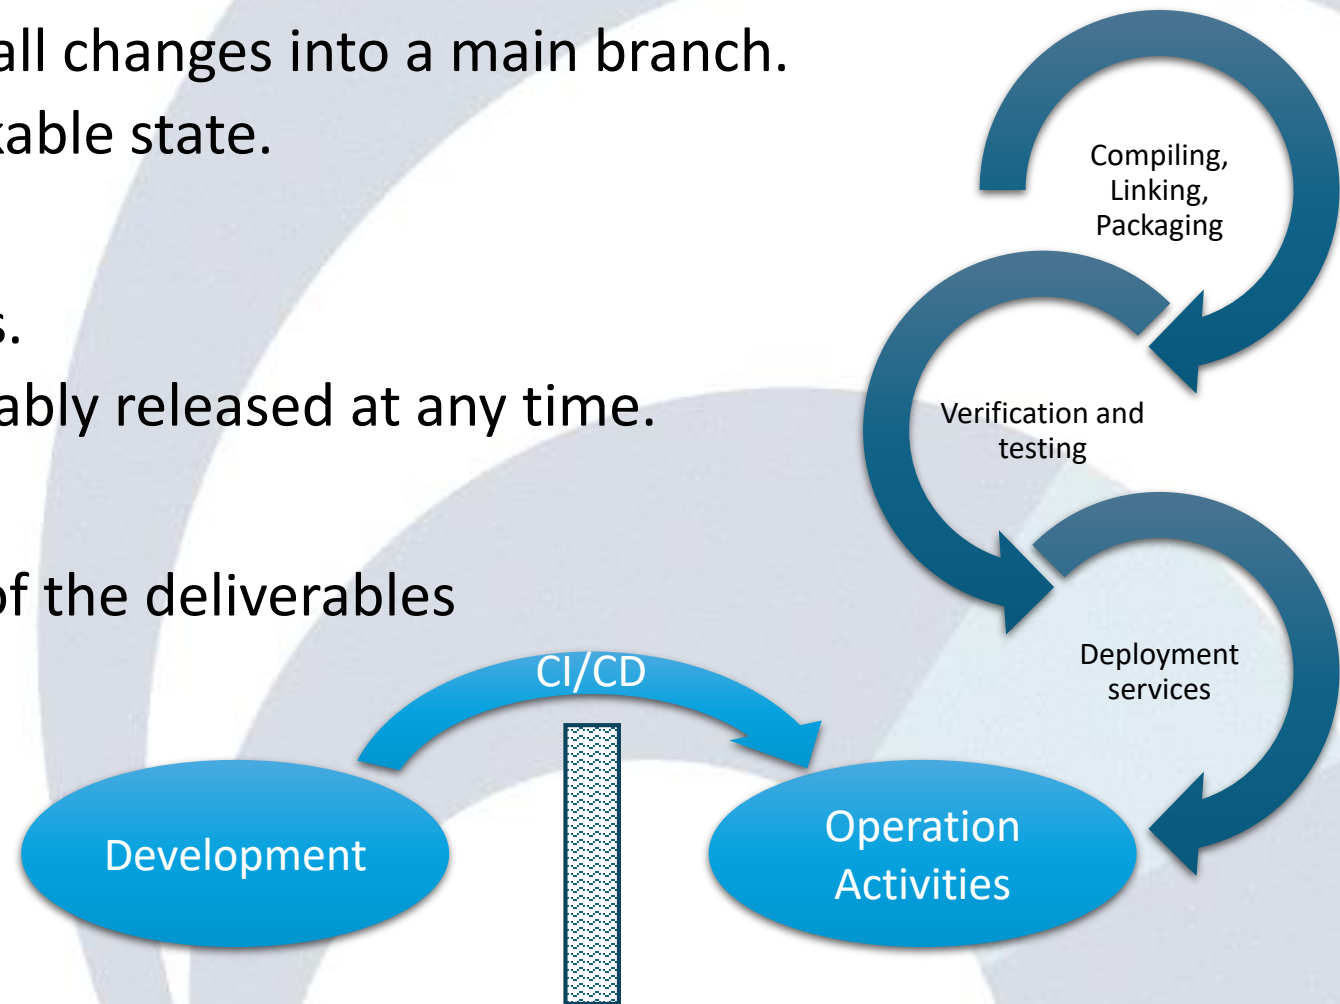 all changes into a main branch.
kable state.
s.
ably released at any time.
of the deliverables
Compiling,
Linking,
Packaging
Verification and
testing
Deployment
services
CI/CD
Development
Operation
Activities